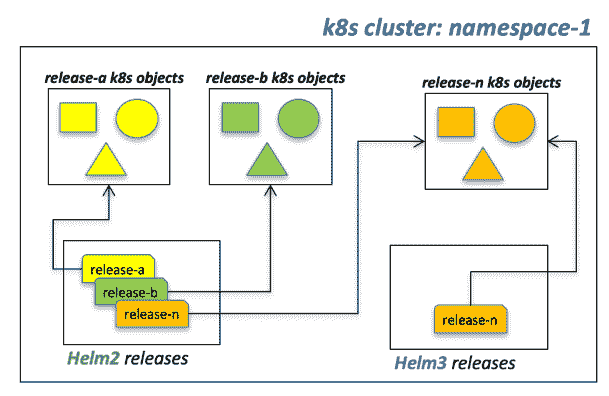 k8s cluster: namespace-1
release-a k8s objects
release-b k8s objects
release-n k8s objects
release-a
release-b
release-n
release-n
Helm2 releases
Helm3 releases